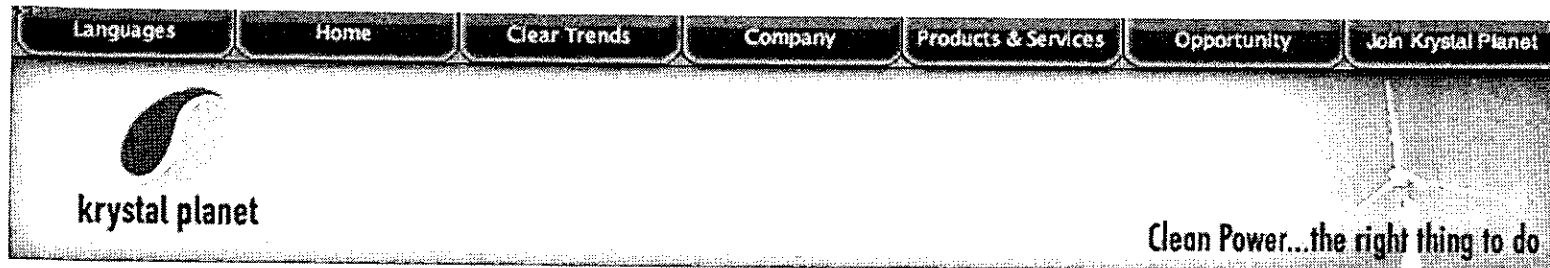 Languages Home Clear Trends Company Products & Services Opportunity Join Krystal Planet
krystal planet
Clean Power...the right thing to do